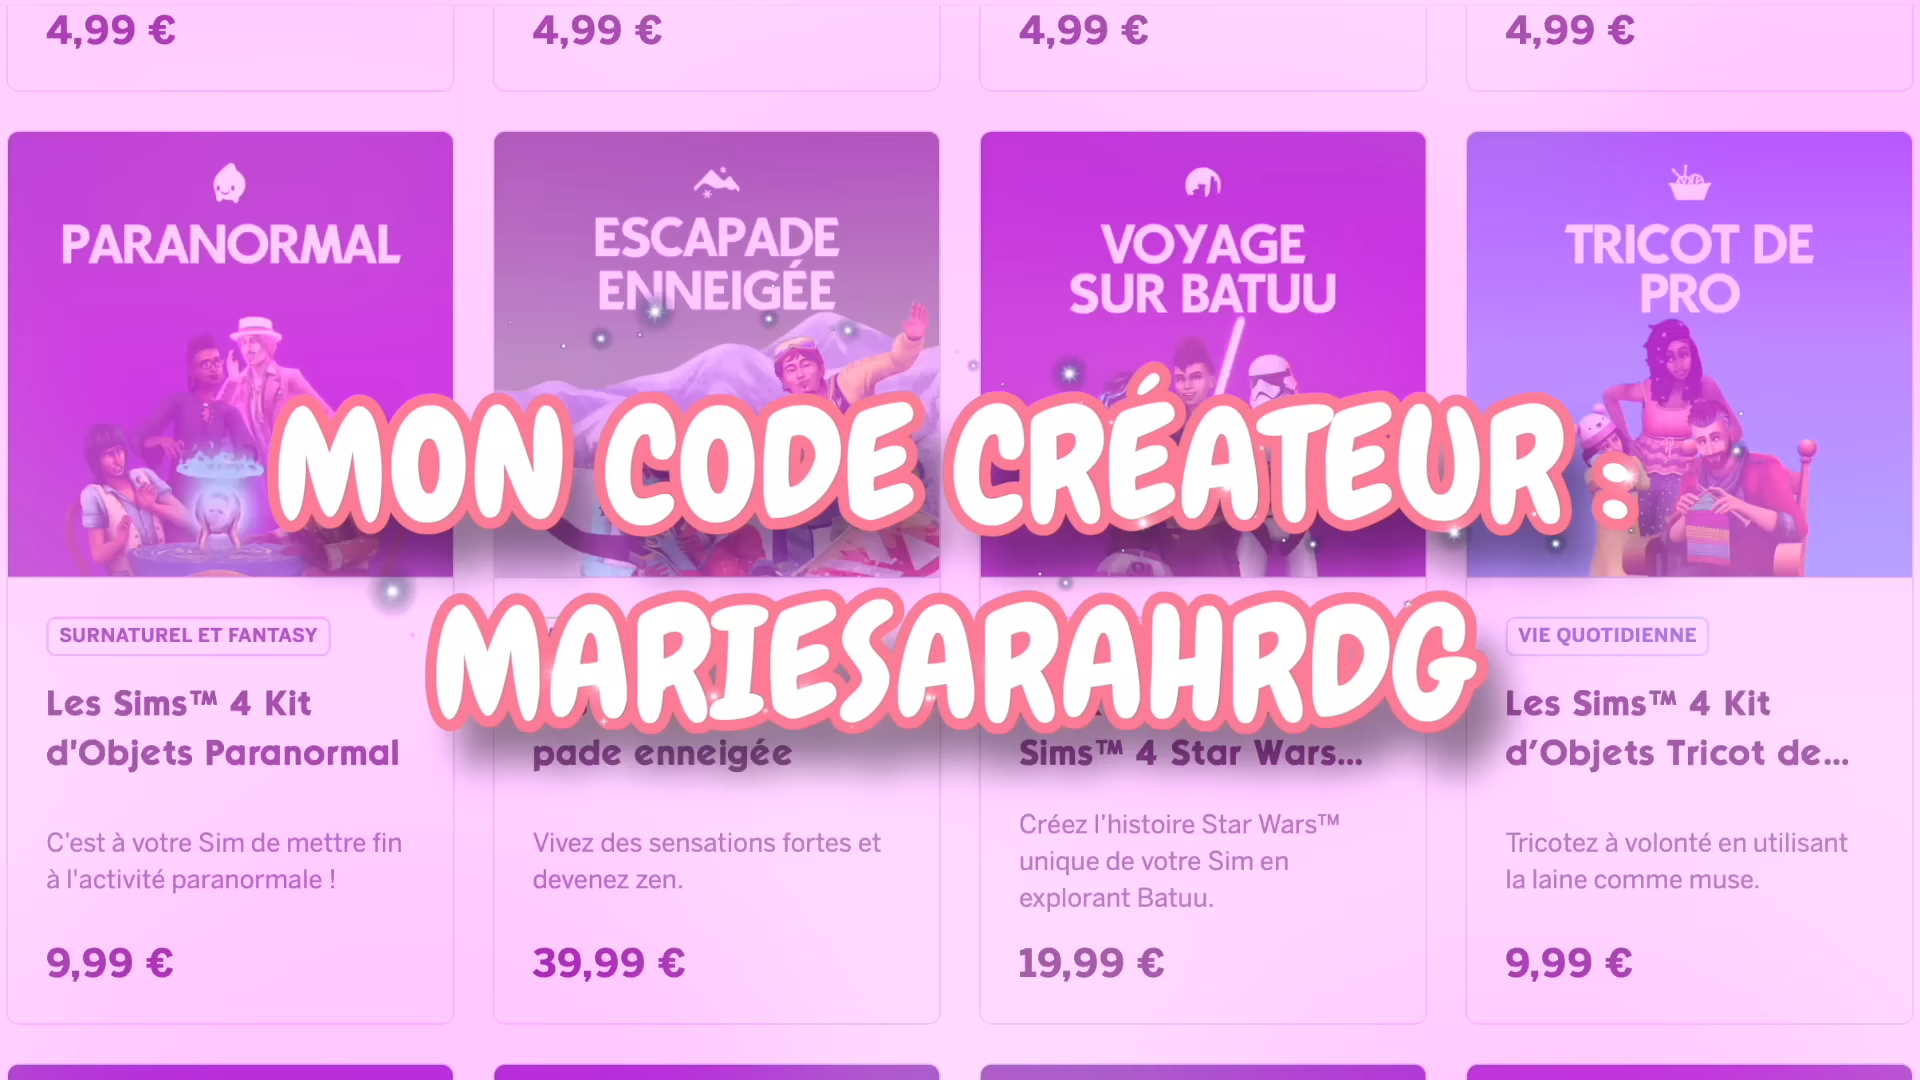 4,99 €
4,99 €
4,99 €
4,99 €
PARANORMAL
ESCAPADE
ENNEIGÉE
VOYAGE
SUR BATUU
TRICOT DE
PRO
MON CODE CRÉATEUR :
MARIESARAHRDG
SURNATUREL ET FANTASY
Les Sims™ 4 Kit
d'Objets Paranormal
C'est à votre Sim de mettre fin
à l'activité paranormale !
9,99 €
pade enneigée
Vivez des sensations fortes et
devenez zen.
39,99 €
Sims™ 4 Star Wars...
Créez l'histoire Star Wars™
unique de votre Sim en
explorant Batuu.
19,99 €
VIE QUOTIDIENNE
Les Sims™ 4 Kit
d’Objets Tricot de...
Tricotez à volonté en utilisant
la laine comme muse.
9,99 €